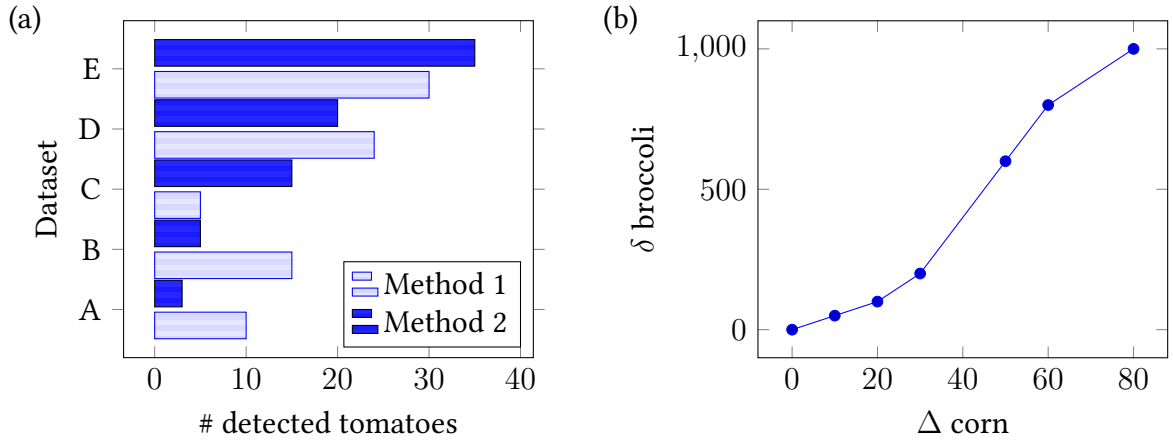 (a)
E
D
C
B
A
Dataset
Method 1
Method 2
0 10 20 30 40
# detected tomatoes
(b)
1,000
500
0
δ broccoli
0 20 40 60 80
Δ corn